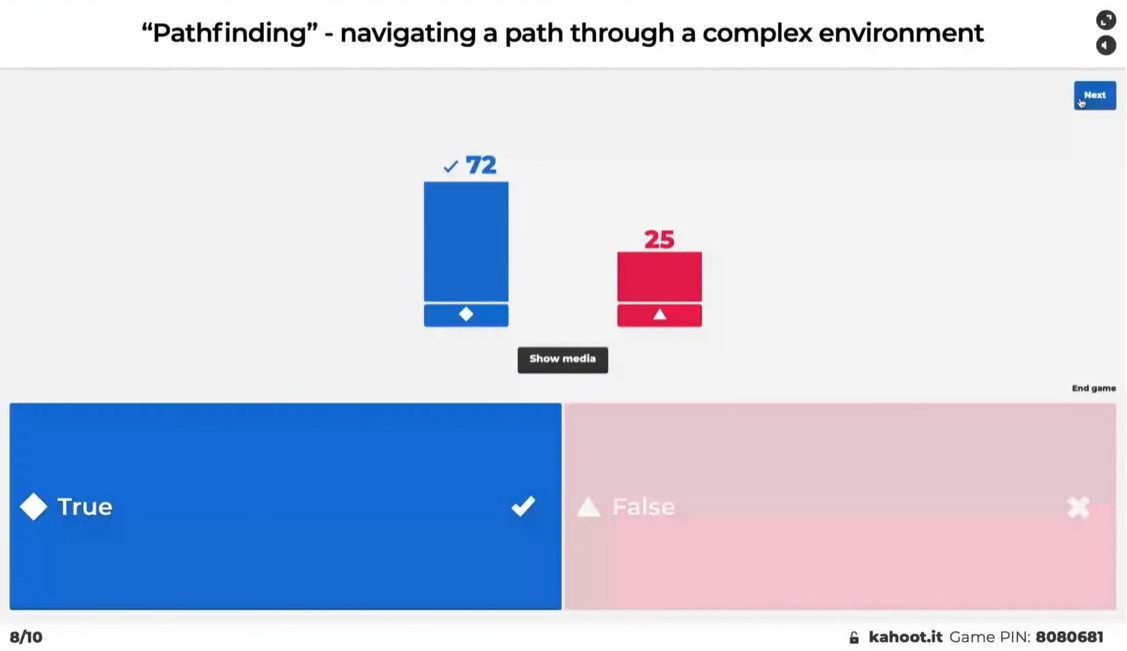 “Pathfinding” - navigating a path through a complex environment
Next
72
25
Show media
End game
True
False
8/10
kahoot.it Game PIN: 8080681